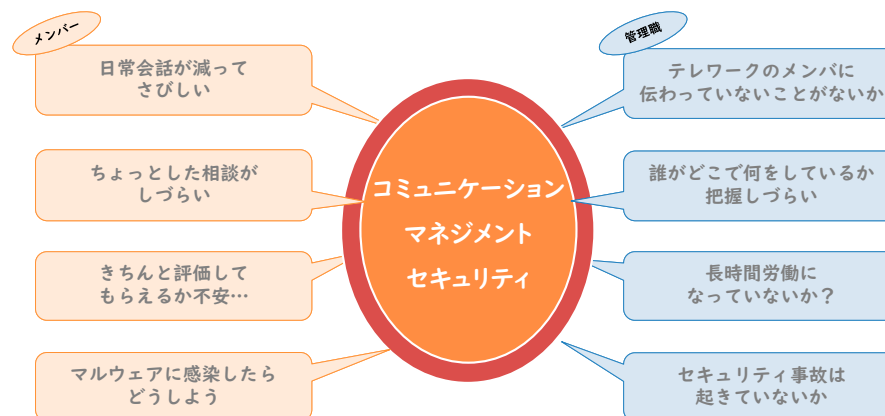 メンバー
日常会話が減って
さびしい
ちょっとした相談が
しづらい
きちんと評価して
もらえるか不安…
マルウェアに感染したら
どうしよう
コミュニケーション
マネジメント
セキュリティ
管理職
テレワークのメンバに
伝わっていないことがないか
誰がどこで何をしているか
把握しづらい
長時間労働に
なっていないか？
セキュリティ事故は
起きていないか